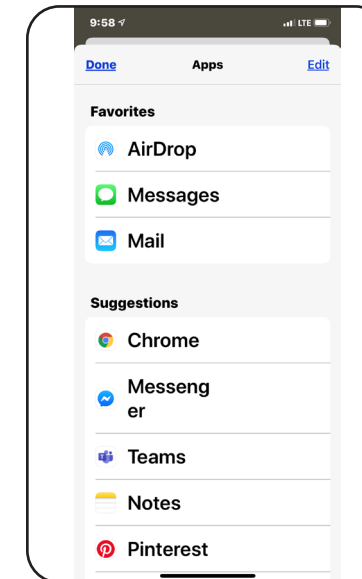 9:58 LTE
Done Apps Edit
Favorites
AirDrop
Messages
Mail
Suggestions
Chrome
Messeng
er
Teams
Notes
Pinterest